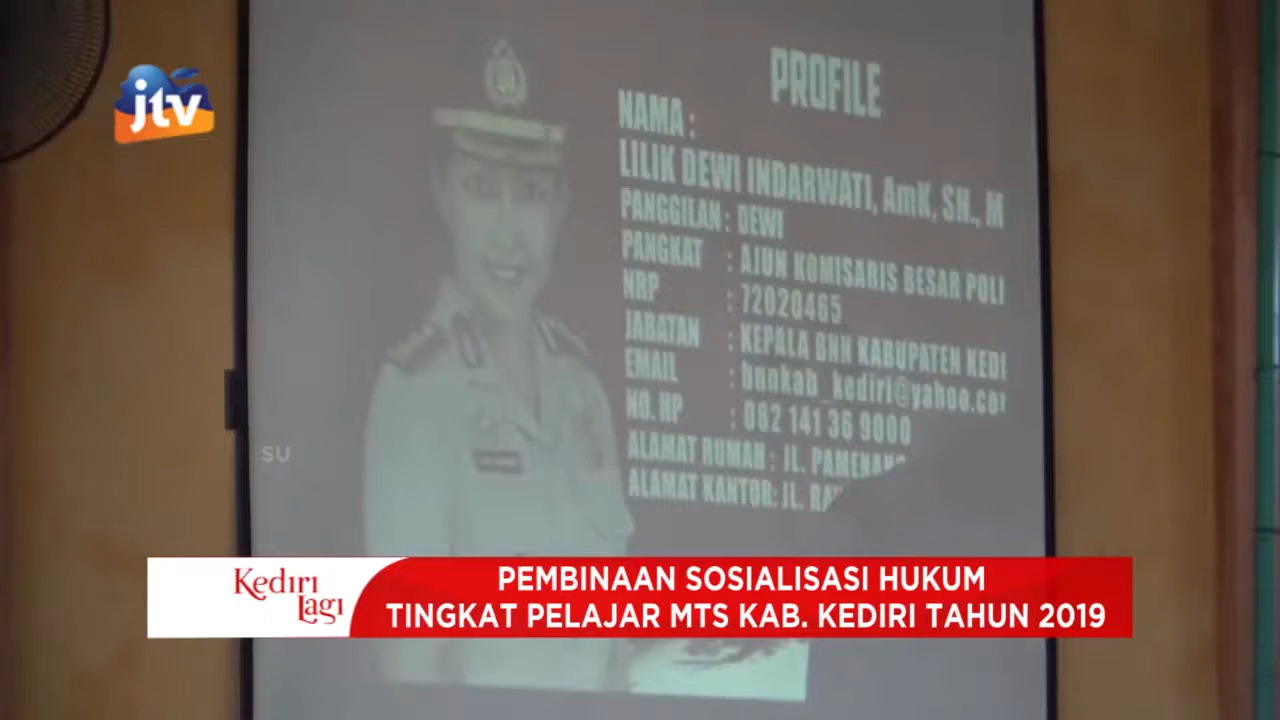 jtv
PROFILE
NAMA :
LILIK DEWI INDARWATI, AmK, SH., M
PANGGILAN : DEWI
PANGKAT : AJUN KOMISARIS BESAR POLI
NRP : 72020465
JABATAN : KEPALA BNN KABUPATEN KEDI
EMAIL : bnnkab_kediri@yahoo.co
NO. HP : 082 141 36 9000
ALAMAT RUMAH : JL. PAMENANG
ALAMAT KANTOR: JL.
SU
Kediri
Lagi
PEMBINAAN SOSIALISASI HUKUM
TINGKAT PELAJAR MTS KAB. KEDIRI TAHUN 2019